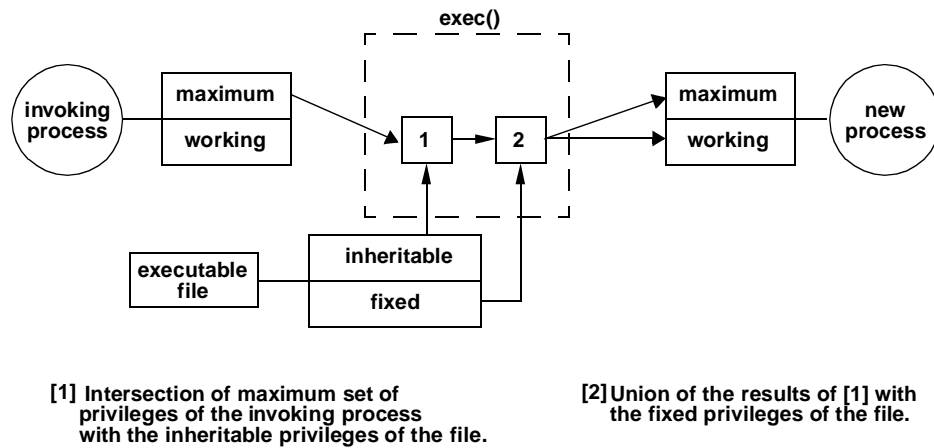 exec()
invoking
process
maximum
working
1
2
maximum
working
new
process
executable
file
inheritable
fixed
[1] Intersection of maximum set of
privileges of the invoking process
with the inheritable privileges of the file.
[2] Union of the results of [1] with
the fixed privileges of the file.